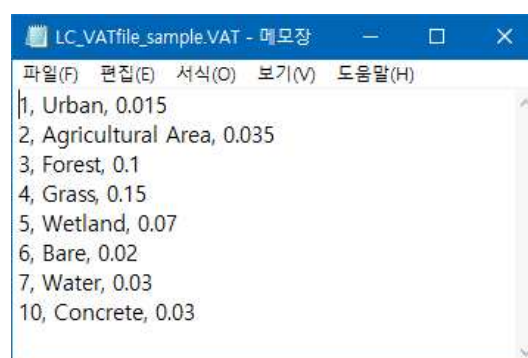 LC_VATfile_sample.VAT - 메모장
파일(F) 편집(E) 서식(O) 보기(V) 도움말(H)
1, Urban, 0.015
2, Agricultural Area, 0.035
3, Forest, 0.1
4, Grass, 0.15
5, Wetland, 0.07
6, Bare, 0.02
7, Water, 0.03
10, Concrete, 0.03